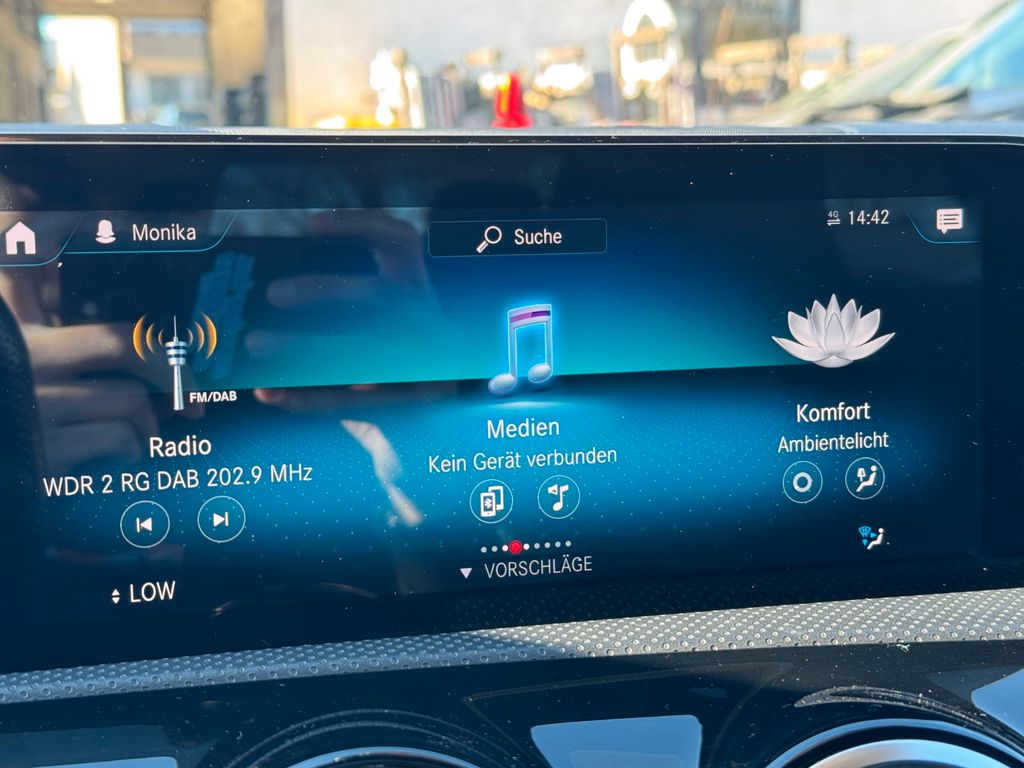 Monika
Suche
4G
14:42
FM/DAB
Radio
WDR 2 RG DAB 202.9 MHz
Medien
Kein Gerät verbunden
Komfort
Ambientelicht
VORSCHLÄGE
LOW